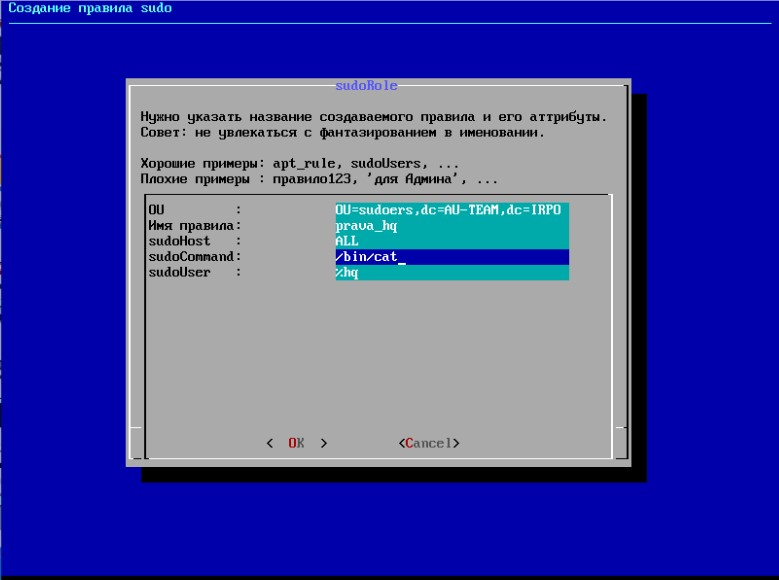 Создание правила sudo
sudoRole
Нужно указать название создаваемого правила и его аттрибуты.
Совет: не увлекаться с фантазированием в именовании.
Хорошие примеры: apt_rule, sudoUsers, ...
Плохие примеры : правило123, 'для Админа', ...
OU : OU=sudoers,dc=AU-TEAM,dc=IRPO
Имя правила: prava_hq
sudoHost : ALL
sudoCommand: /bin/cat_
sudoUser : %hq
< OK > <Cancel>